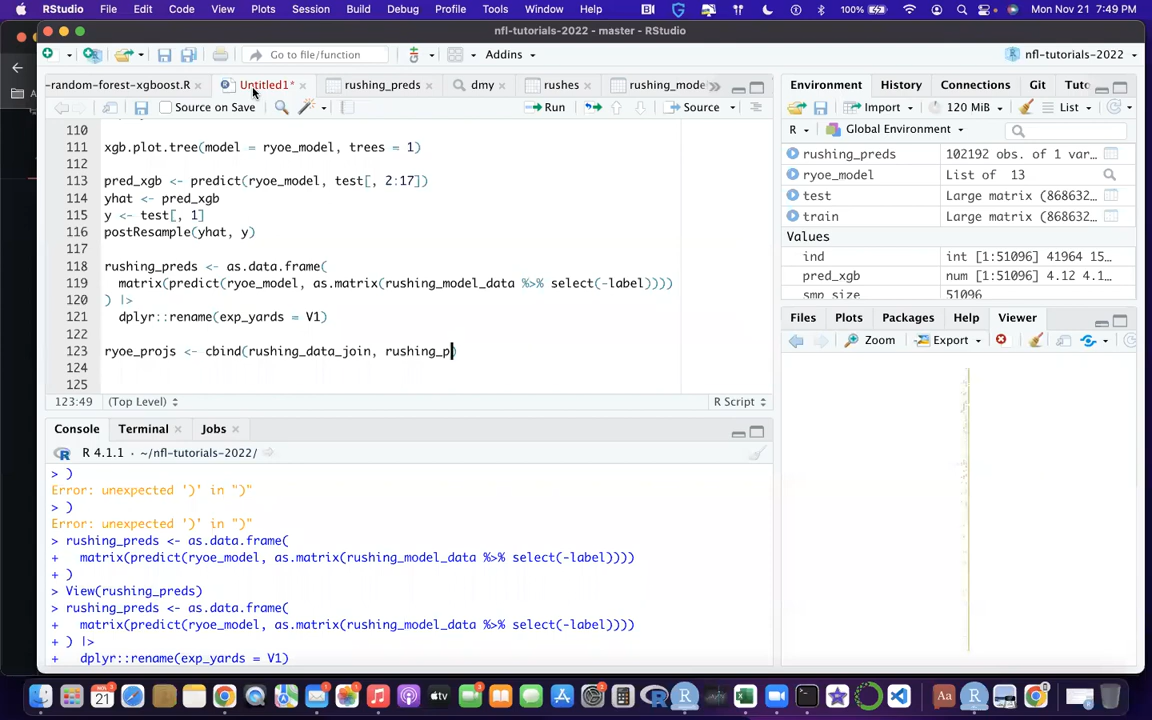 RStudio File Edit Code View Plots Session Build Debug Profile Tools Window Help 100% Mon Nov 21 7:49 PM
nfl-tutorials-2022 - master - RStudio
Go to file/function Addins nfl-tutorials-2022
-random-forest-xgboost.R Untitled1* rushing_preds dmy rushes rushing_mode
Source on Save Run Source
110
111 xgb.plot.tree(model = ryoe_model, trees = 1)
112
113 pred_xgb <- predict(ryoe_model, test[, 2:17])
114 yhat <- pred_xgb
115 y <- test[, 1]
116 postResample(yhat, y)
117
118 rushing_preds <- as.data.frame(
119 matrix(predict(ryoe_model, as.matrix(rushing_model_data %>% select(-label))))
120 ) |>
121 dplyr::rename(exp_yards = V1)
122
123 ryoe_projs <- cbind(rushing_data_join, rushing_p)
124
125
123:49 (Top Level) R Script
Console Terminal Jobs
R 4.1.1 · ~/nfl-tutorials-2022/
> )
Error: unexpected ')' in ")"
> )
Error: unexpected ')' in ")"
> rushing_preds <- as.data.frame(
+ matrix(predict(ryoe_model, as.matrix(rushing_model_data %>% select(-label))))
+ )
> View(rushing_preds)
> rushing_preds <- as.data.frame(
+ matrix(predict(ryoe_model, as.matrix(rushing_model_data %>% select(-label))))
+ ) |>
+ dplyr::rename(exp_yards = V1)
Environment History Connections Git Tuto
Import 120 MiB List
R Global Environment
rushing_preds 102192 obs. of 1 var…
ryoe_model List of 13
test Large matrix (868632…
train Large matrix (868632…
Values
ind int [1:51096] 41964 15…
pred_xgb num [1:51096] 4.12 4.1…
smp_size 51096
Files Plots Packages Help Viewer
Zoom Export
NOV
21
tv
Aa